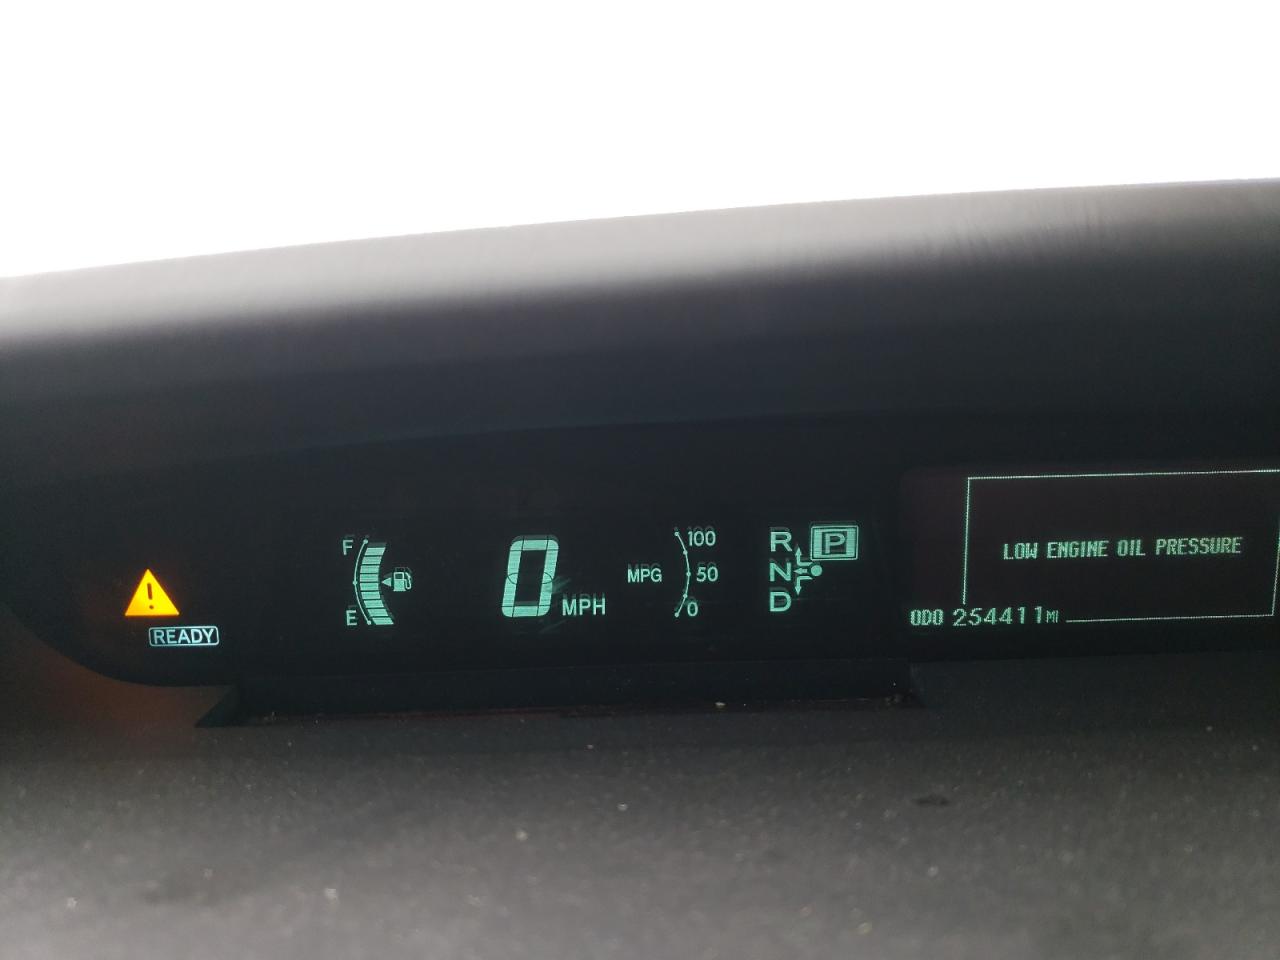 F
E
READY
0 MPH
MPG
100
50
0
R
N
D
P
LOW ENGINE OIL PRESSURE
ODO 254411 MI